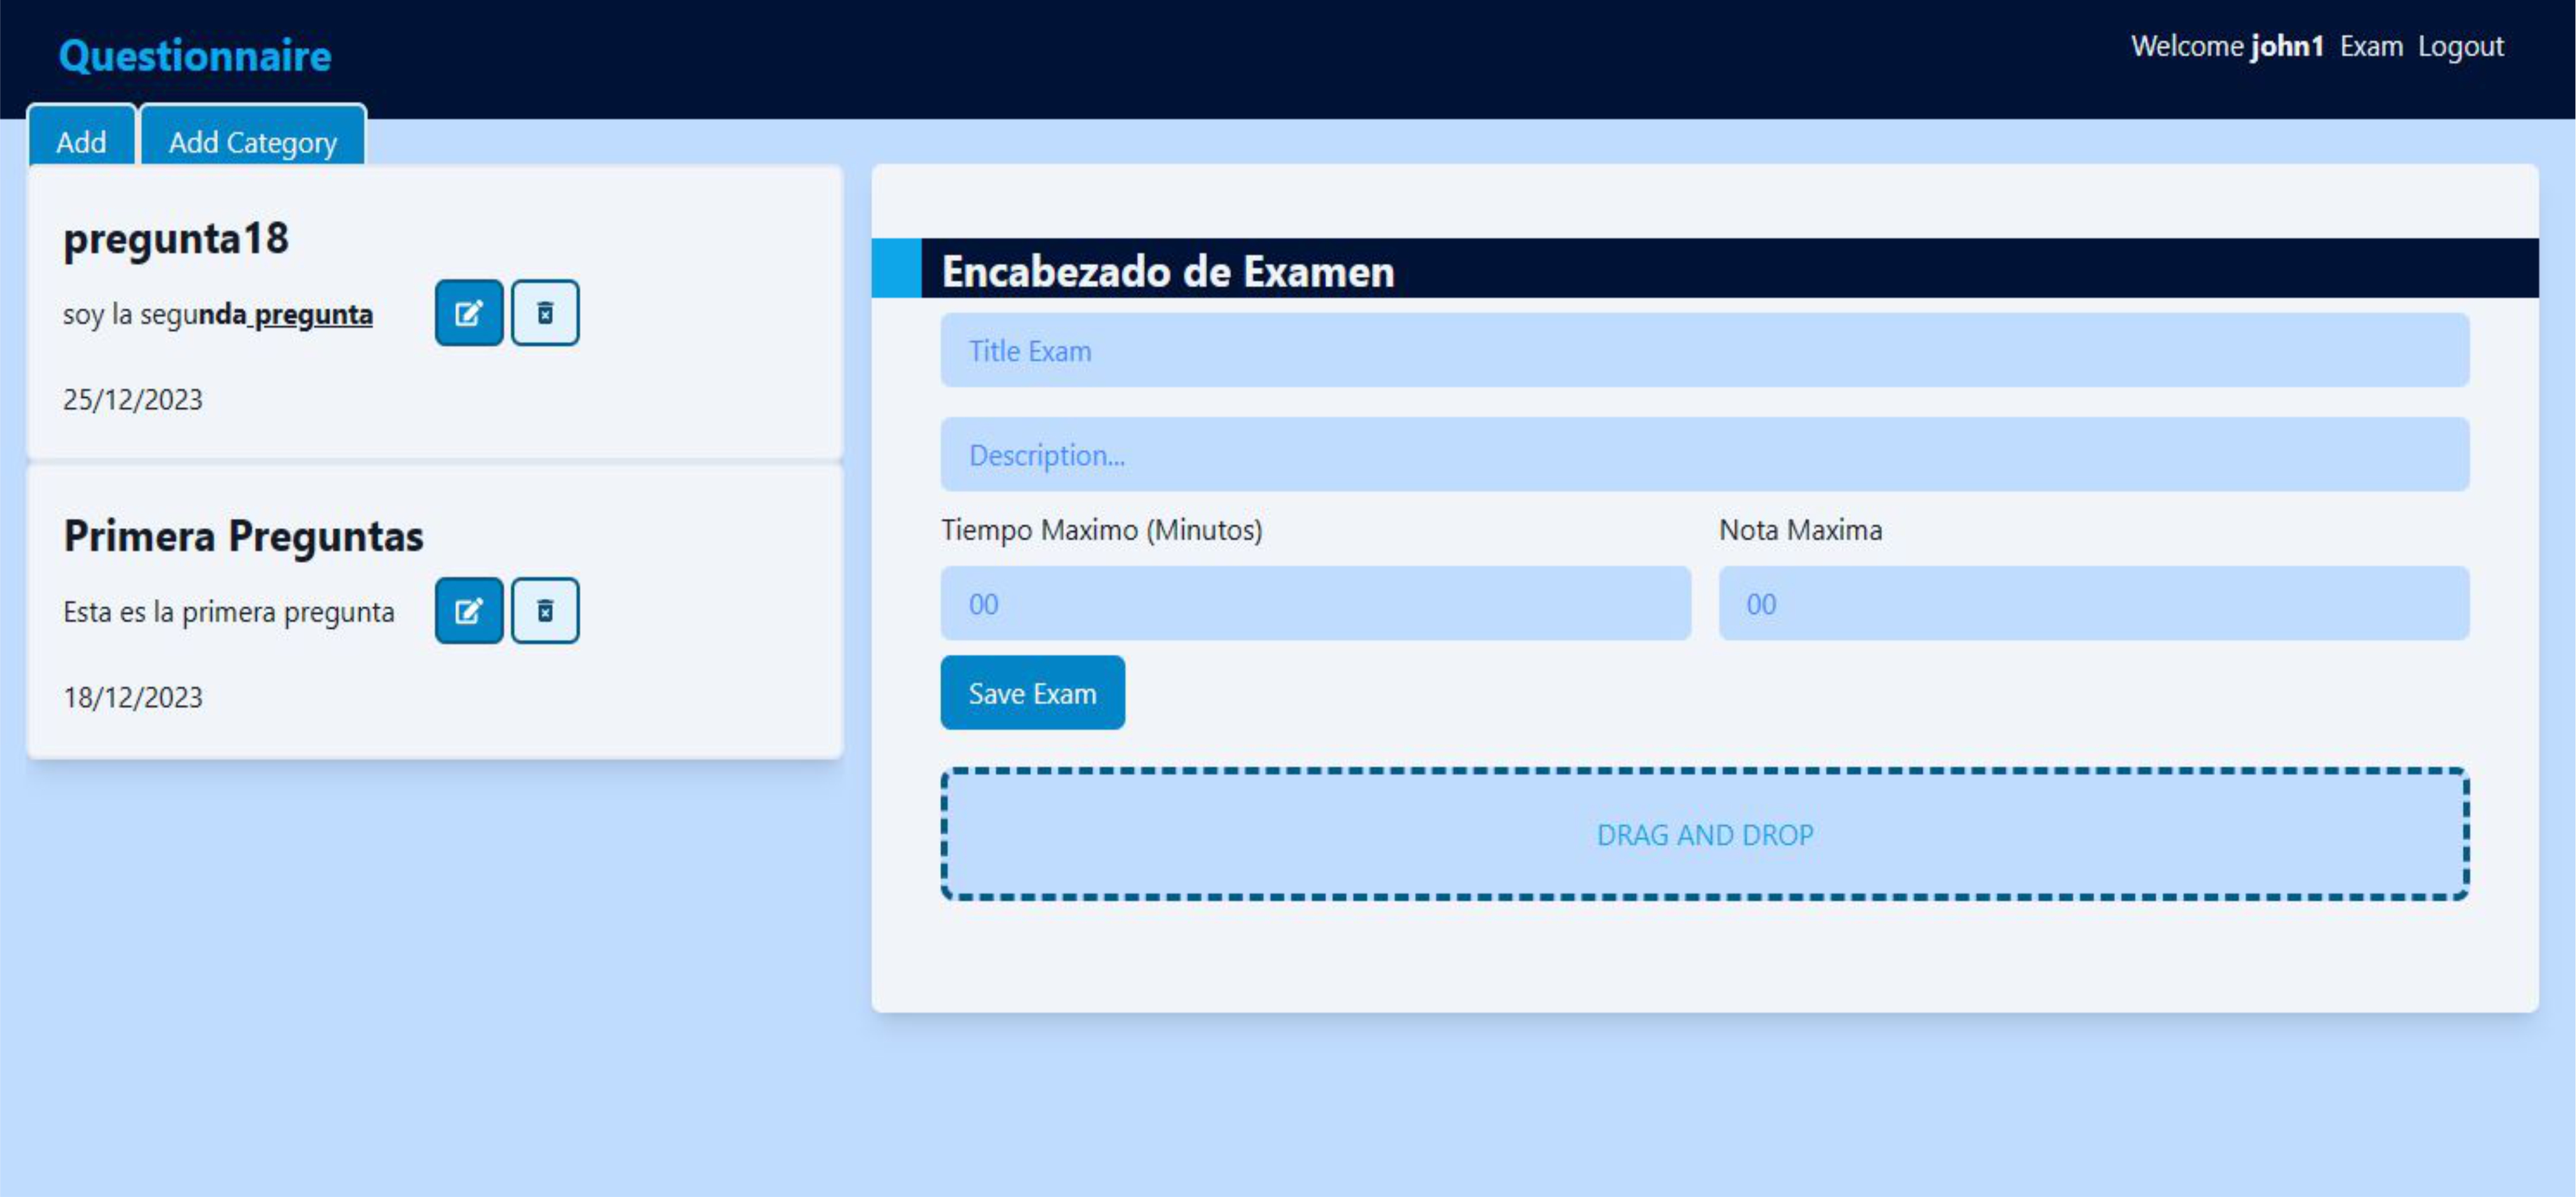 Questionnaire
Welcome john1 Exam Logout
Add
Add Category
pregunta18
soy la segunda pregunta
25/12/2023
Primera Preguntas
Esta es la primera pregunta
18/12/2023
Encabezado de Examen
Title Exam
Description...
Tiempo Maximo (Minutos)
Nota Maxima
00
00
Save Exam
DRAG AND DROP